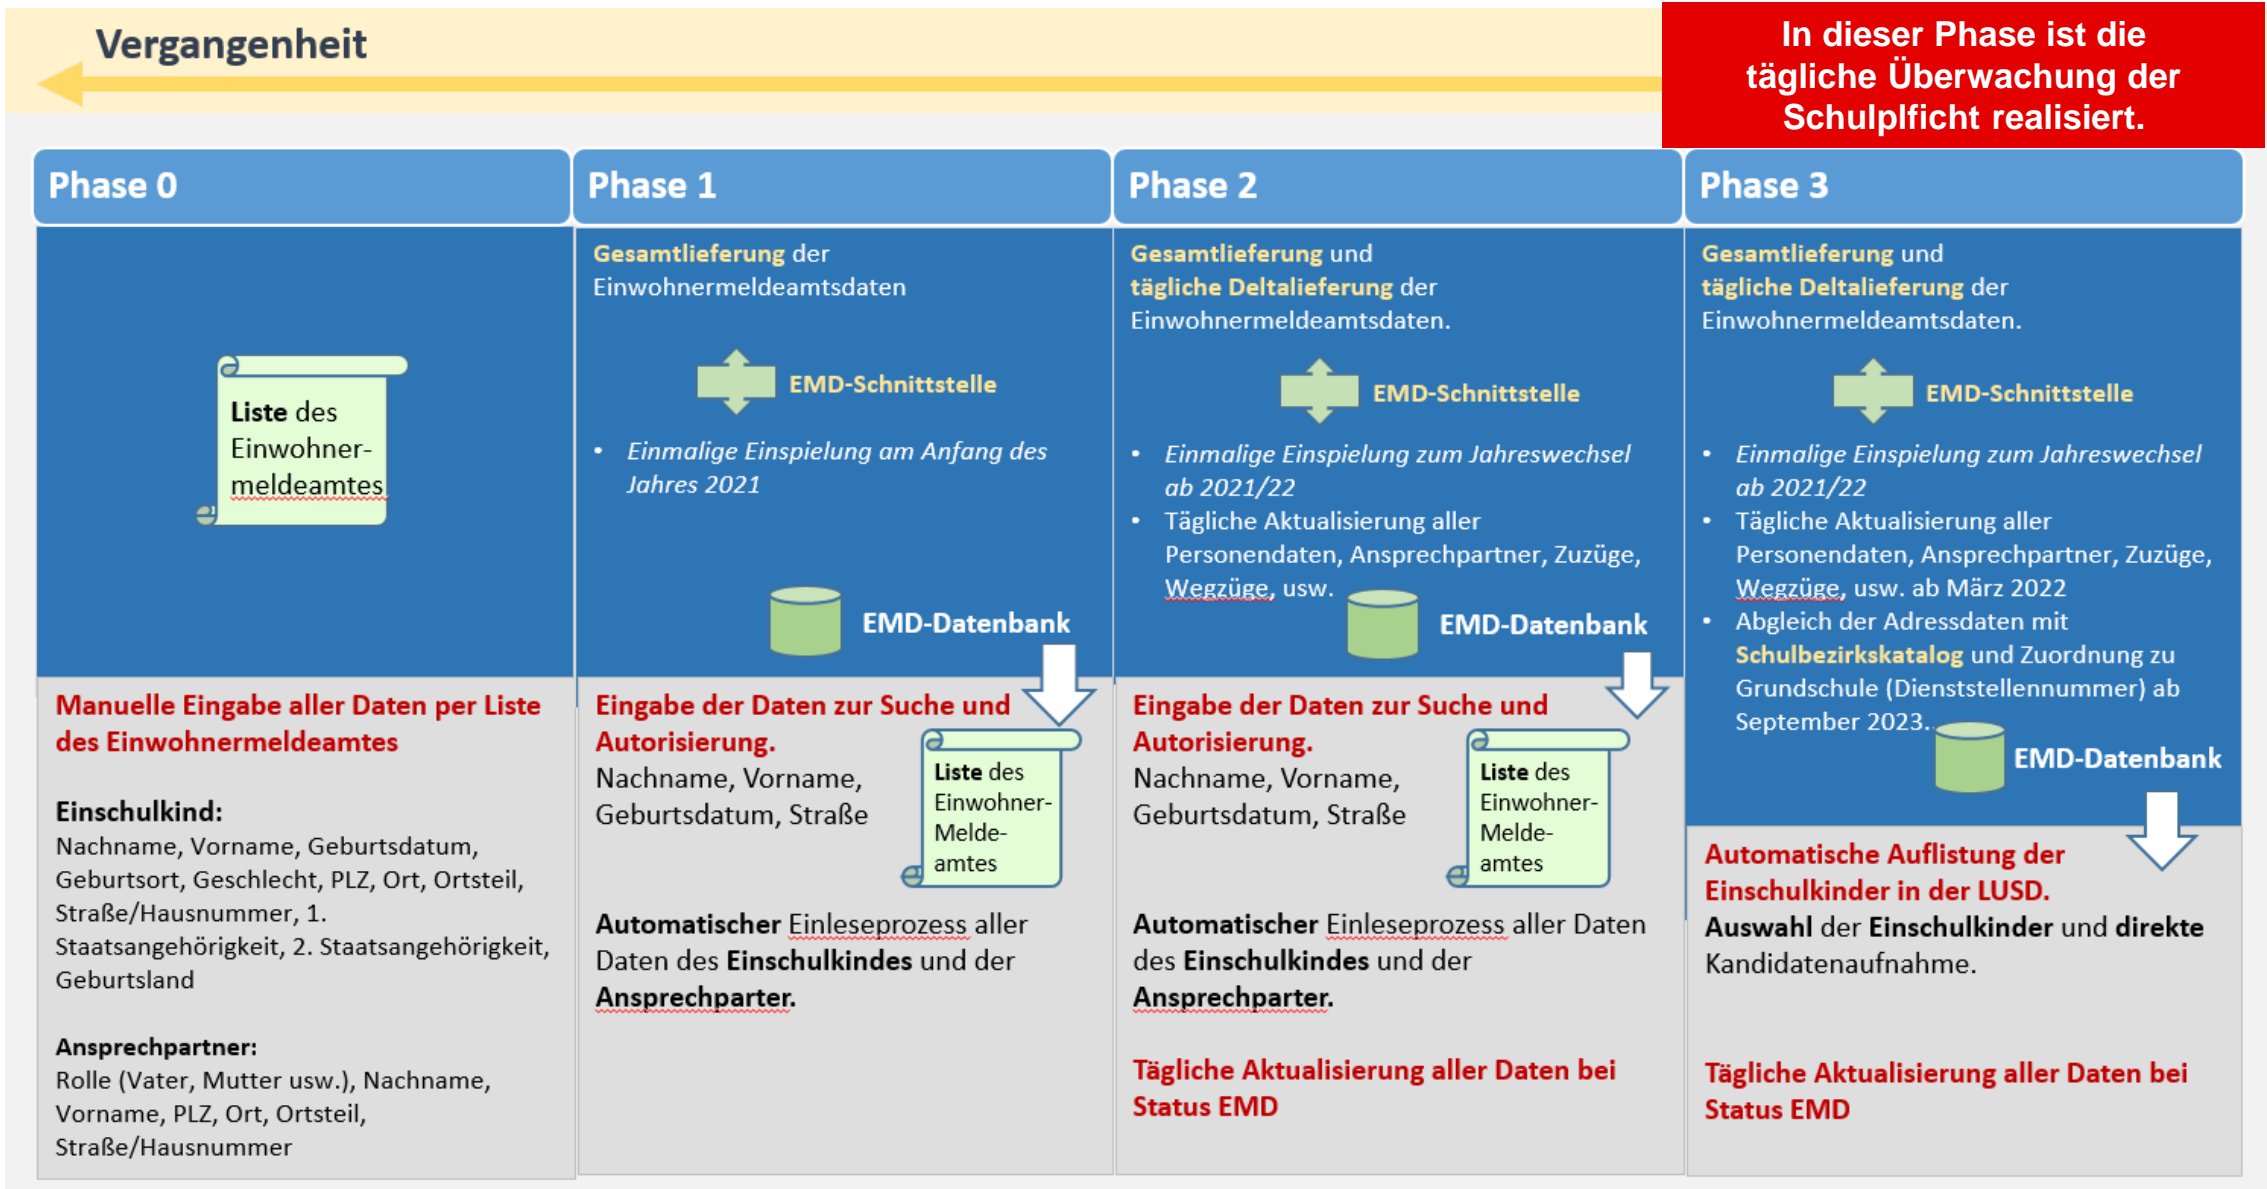 Vergangenheit
In dieser Phase ist die
tägliche Überwachung der
Schulplficht realisiert.
Phase 0
Liste des
Einwohner-
meldeamtes
Manuelle Eingabe aller Daten per Liste
des Einwohnermeldeamtes
Einschulkind:
Nachname, Vorname, Geburtsdatum,
Geburtsort, Geschlecht, PLZ, Ort, Ortsteil,
Straße/Hausnummer, 1.
Staatsangehörigkeit, 2. Staatsangehörigkeit,
Geburtsland
Ansprechpartner:
Rolle (Vater, Mutter usw.), Nachname,
Vorname, PLZ, Ort, Ortsteil,
Straße/Hausnummer
Phase 1
Gesamtlieferung der
Einwohnermeldeamtsdaten
EMD-Schnittstelle
• Einmalige Einspielung am Anfang des
Jahres 2021
EMD-Datenbank
Eingabe der Daten zur Suche und
Autorisierung.
Nachname, Vorname,
Geburtsdatum, Straße
Liste des
Einwohner-
Melde-
amtes
Automatischer Einleseprozess aller
Daten des Einschulkindes und der
Ansprechparter.
Phase 2
Gesamtlieferung und
tägliche Deltalieferung der
Einwohnermeldeamtsdaten.
EMD-Schnittstelle
• Einmalige Einspielung zum Jahreswechsel
ab 2021/22
• Tägliche Aktualisierung aller
Personendaten, Ansprechpartner, Zuzüge,
Wegzüge, usw.
EMD-Datenbank
Eingabe der Daten zur Suche und
Autorisierung.
Nachname, Vorname,
Geburtsdatum, Straße
Liste des
Einwohner-
Melde-
amtes
Automatischer Einleseprozess aller Daten
des Einschulkindes und der
Ansprechparter.
Tägliche Aktualisierung aller Daten bei
Status EMD
Phase 3
Gesamtlieferung und
tägliche Deltalieferung der
Einwohnermeldeamtsdaten.
EMD-Schnittstelle
• Einmalige Einspielung zum Jahreswechsel
ab 2021/22
• Tägliche Aktualisierung aller
Personendaten, Ansprechpartner, Zuzüge,
Wegzüge, usw. ab März 2022
• Abgleich der Adressdaten mit
Schulbezirkskatalog und Zuordnung zu
Grundschule (Dienststellennummer) ab
September 2023.
EMD-Datenbank
Automatische Auflistung der
Einschulkinder in der LUSD.
Auswahl der Einschulkinder und direkte
Kandidatenaufnahme.
Tägliche Aktualisierung aller Daten bei
Status EMD